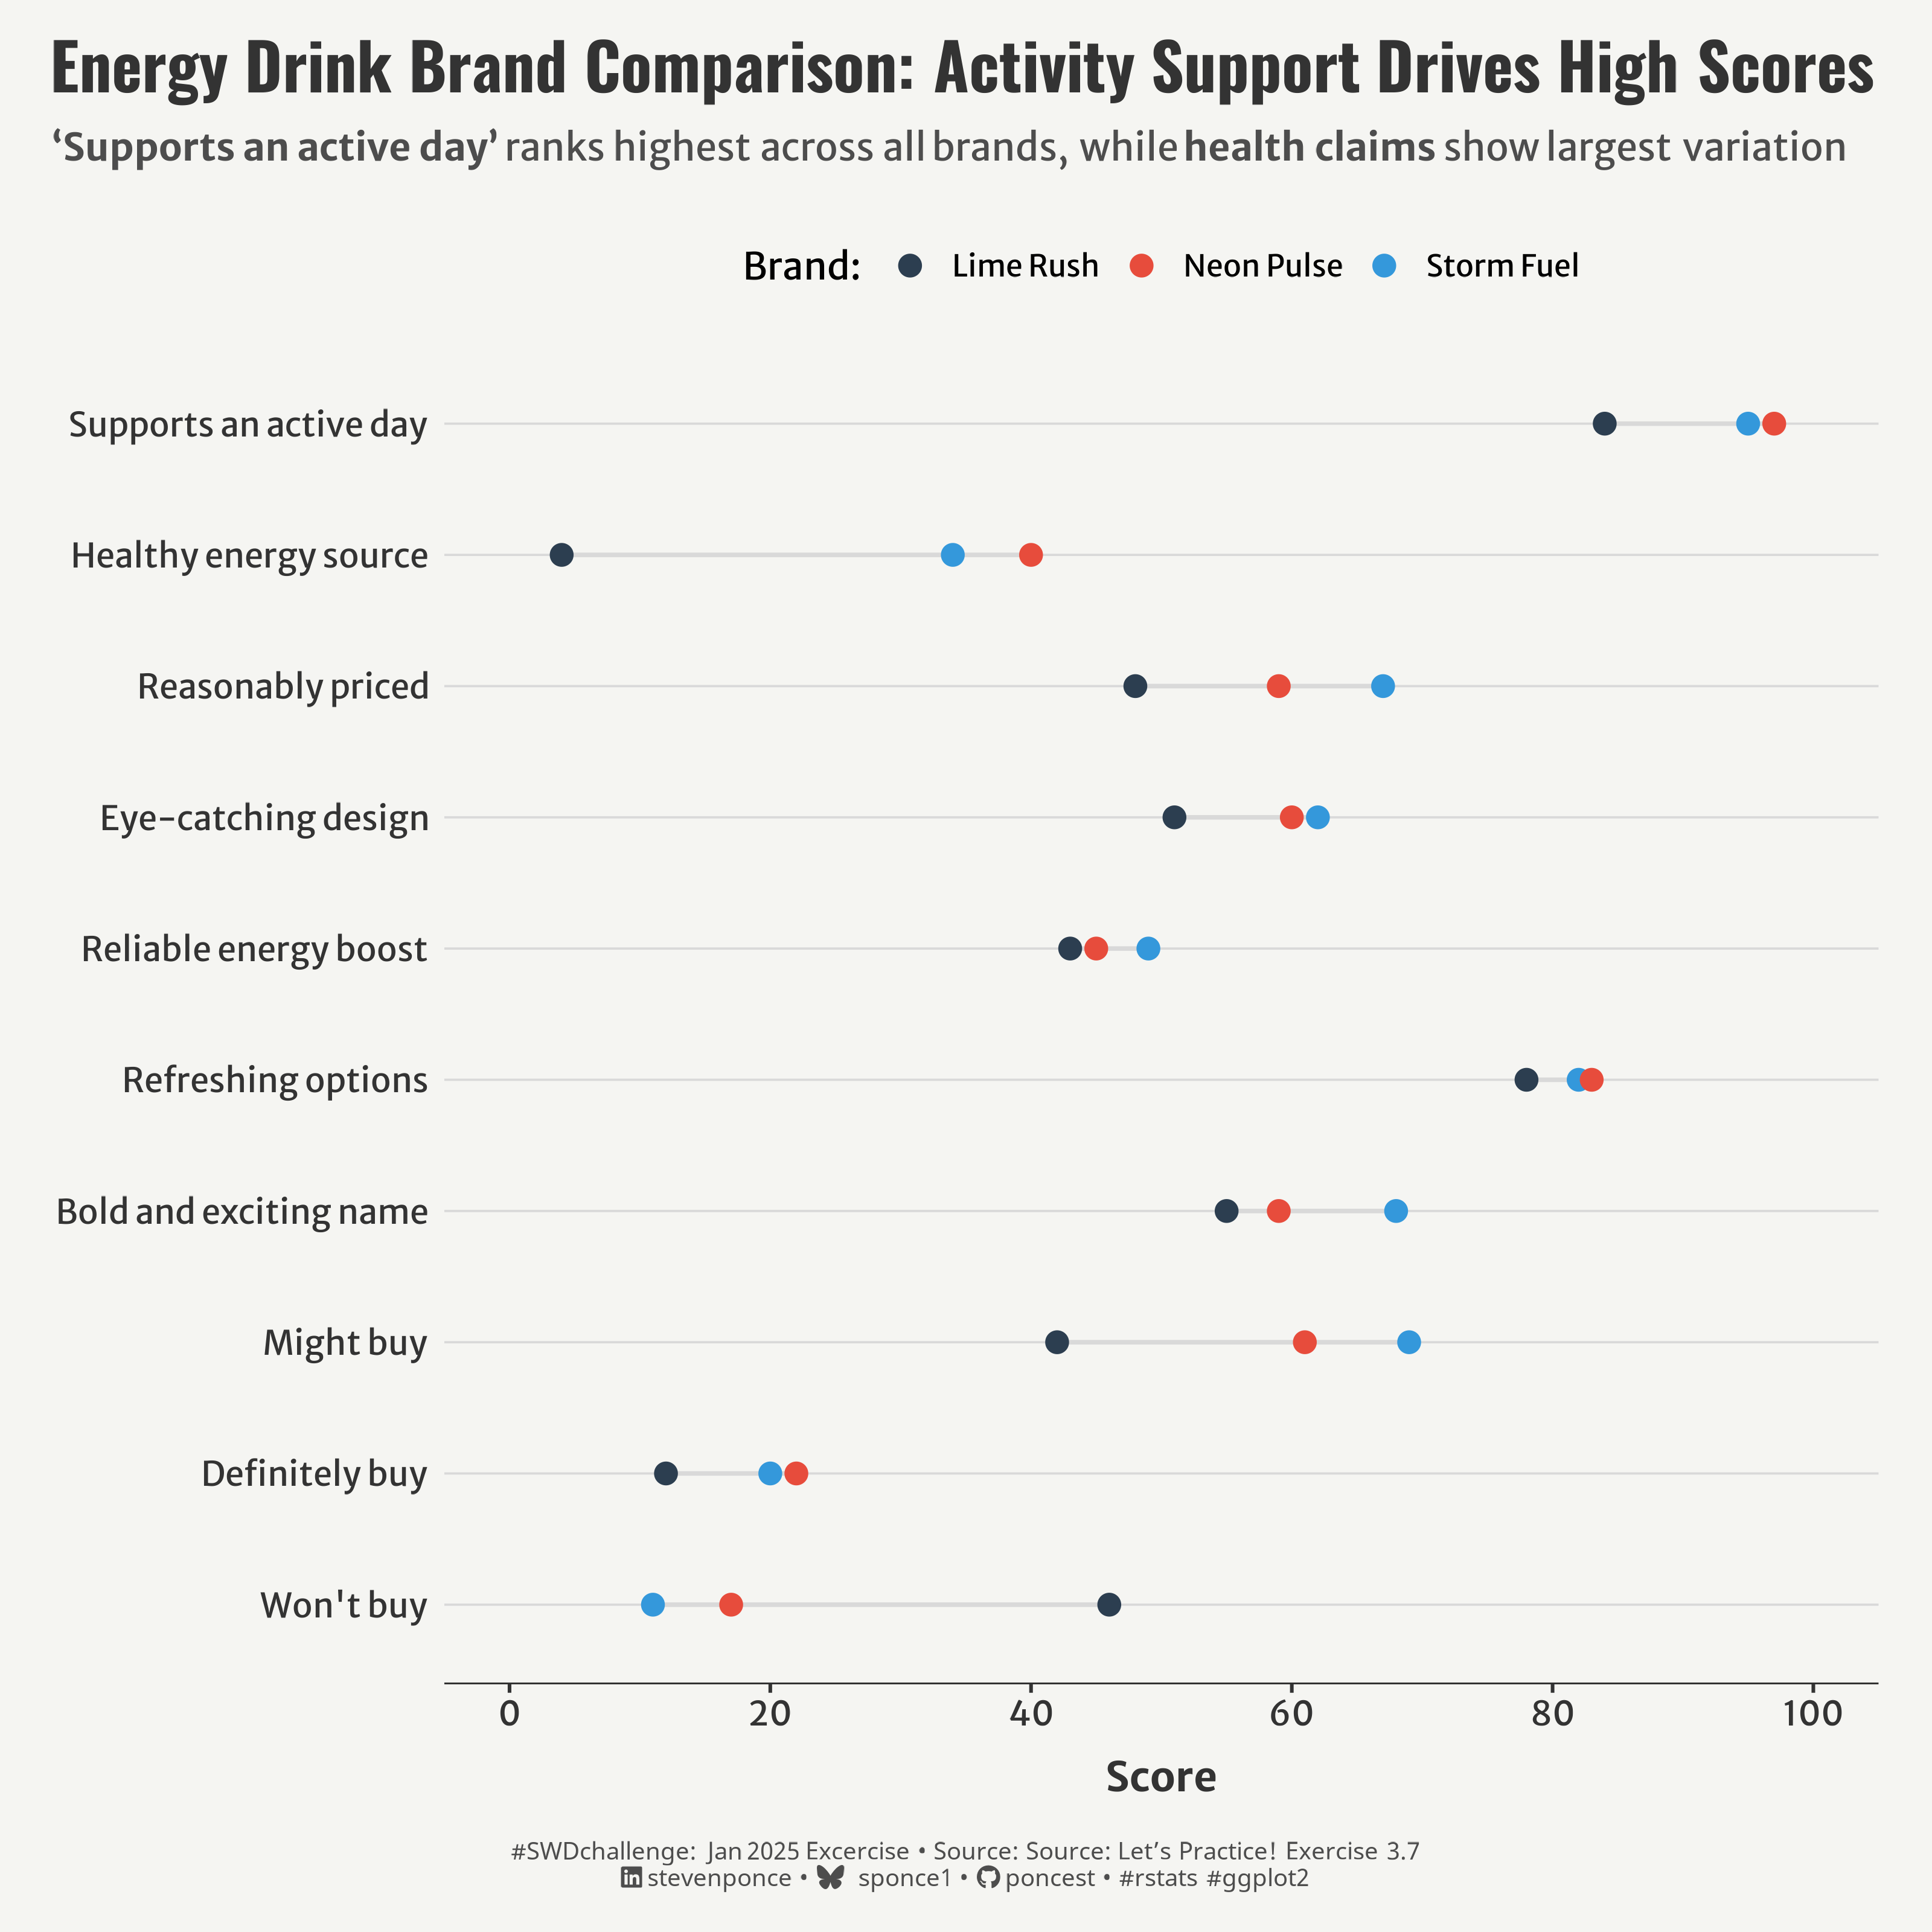 Energy Drink Brand Comparison: Activity Support Drives High Scores
‘Supports an active day’ ranks highest across all brands, while health claims show largest variation
Brand: Lime Rush Neon Pulse Storm Fuel
Supports an active day
Healthy energy source
Reasonably priced
Eye-catching design
Reliable energy boost
Refreshing options
Bold and exciting name
Might buy
Definitely buy
Won't buy
0 20 40 60 80 100
Score
#SWDchallenge: Jan 2025 Excercise • Source: Source: Let’s Practice! Exercise 3.7
in stevenponce • sponce1 • poncest • #rstats #ggplot2